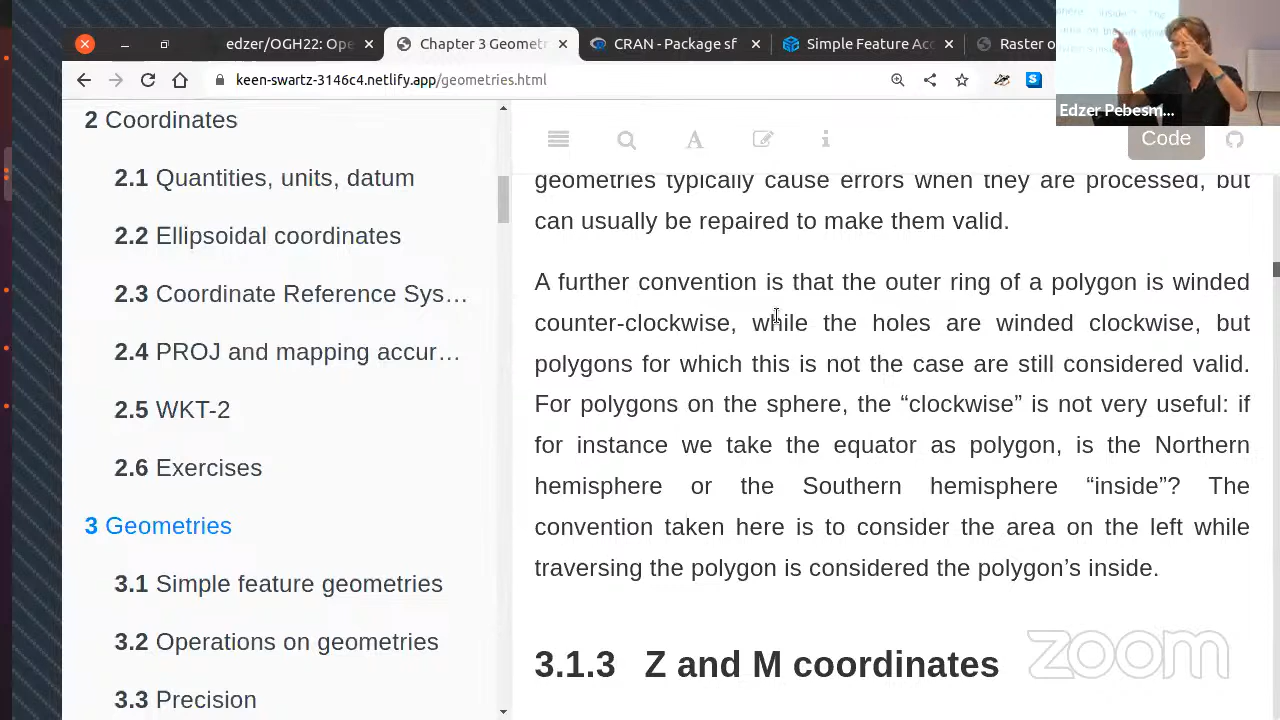 edzer/OGH22: Ope
Chapter 3 Geometr
CRAN - Package sf
Simple Feature Acc
Raster o
keen-swartz-3146c4.netlify.app/geometries.html
Edzer Pebesm...
Code
2 Coordinates
2.1 Quantities, units, datum
2.2 Ellipsoidal coordinates
2.3 Coordinate Reference Sys…
2.4 PROJ and mapping accur…
2.5 WKT-2
2.6 Exercises
3 Geometries
3.1 Simple feature geometries
3.2 Operations on geometries
3.3 Precision
geometries typically cause errors when they are processed, but
can usually be repaired to make them valid.
A further convention is that the outer ring of a polygon is winded
counter-clockwise, while the holes are winded clockwise, but
polygons for which this is not the case are still considered valid.
For polygons on the sphere, the “clockwise” is not very useful: if
for instance we take the equator as polygon, is the Northern
hemisphere or the Southern hemisphere “inside”? The
convention taken here is to consider the area on the left while
traversing the polygon is considered the polygon’s inside.
3.1.3 Z and M coordinates
zoom